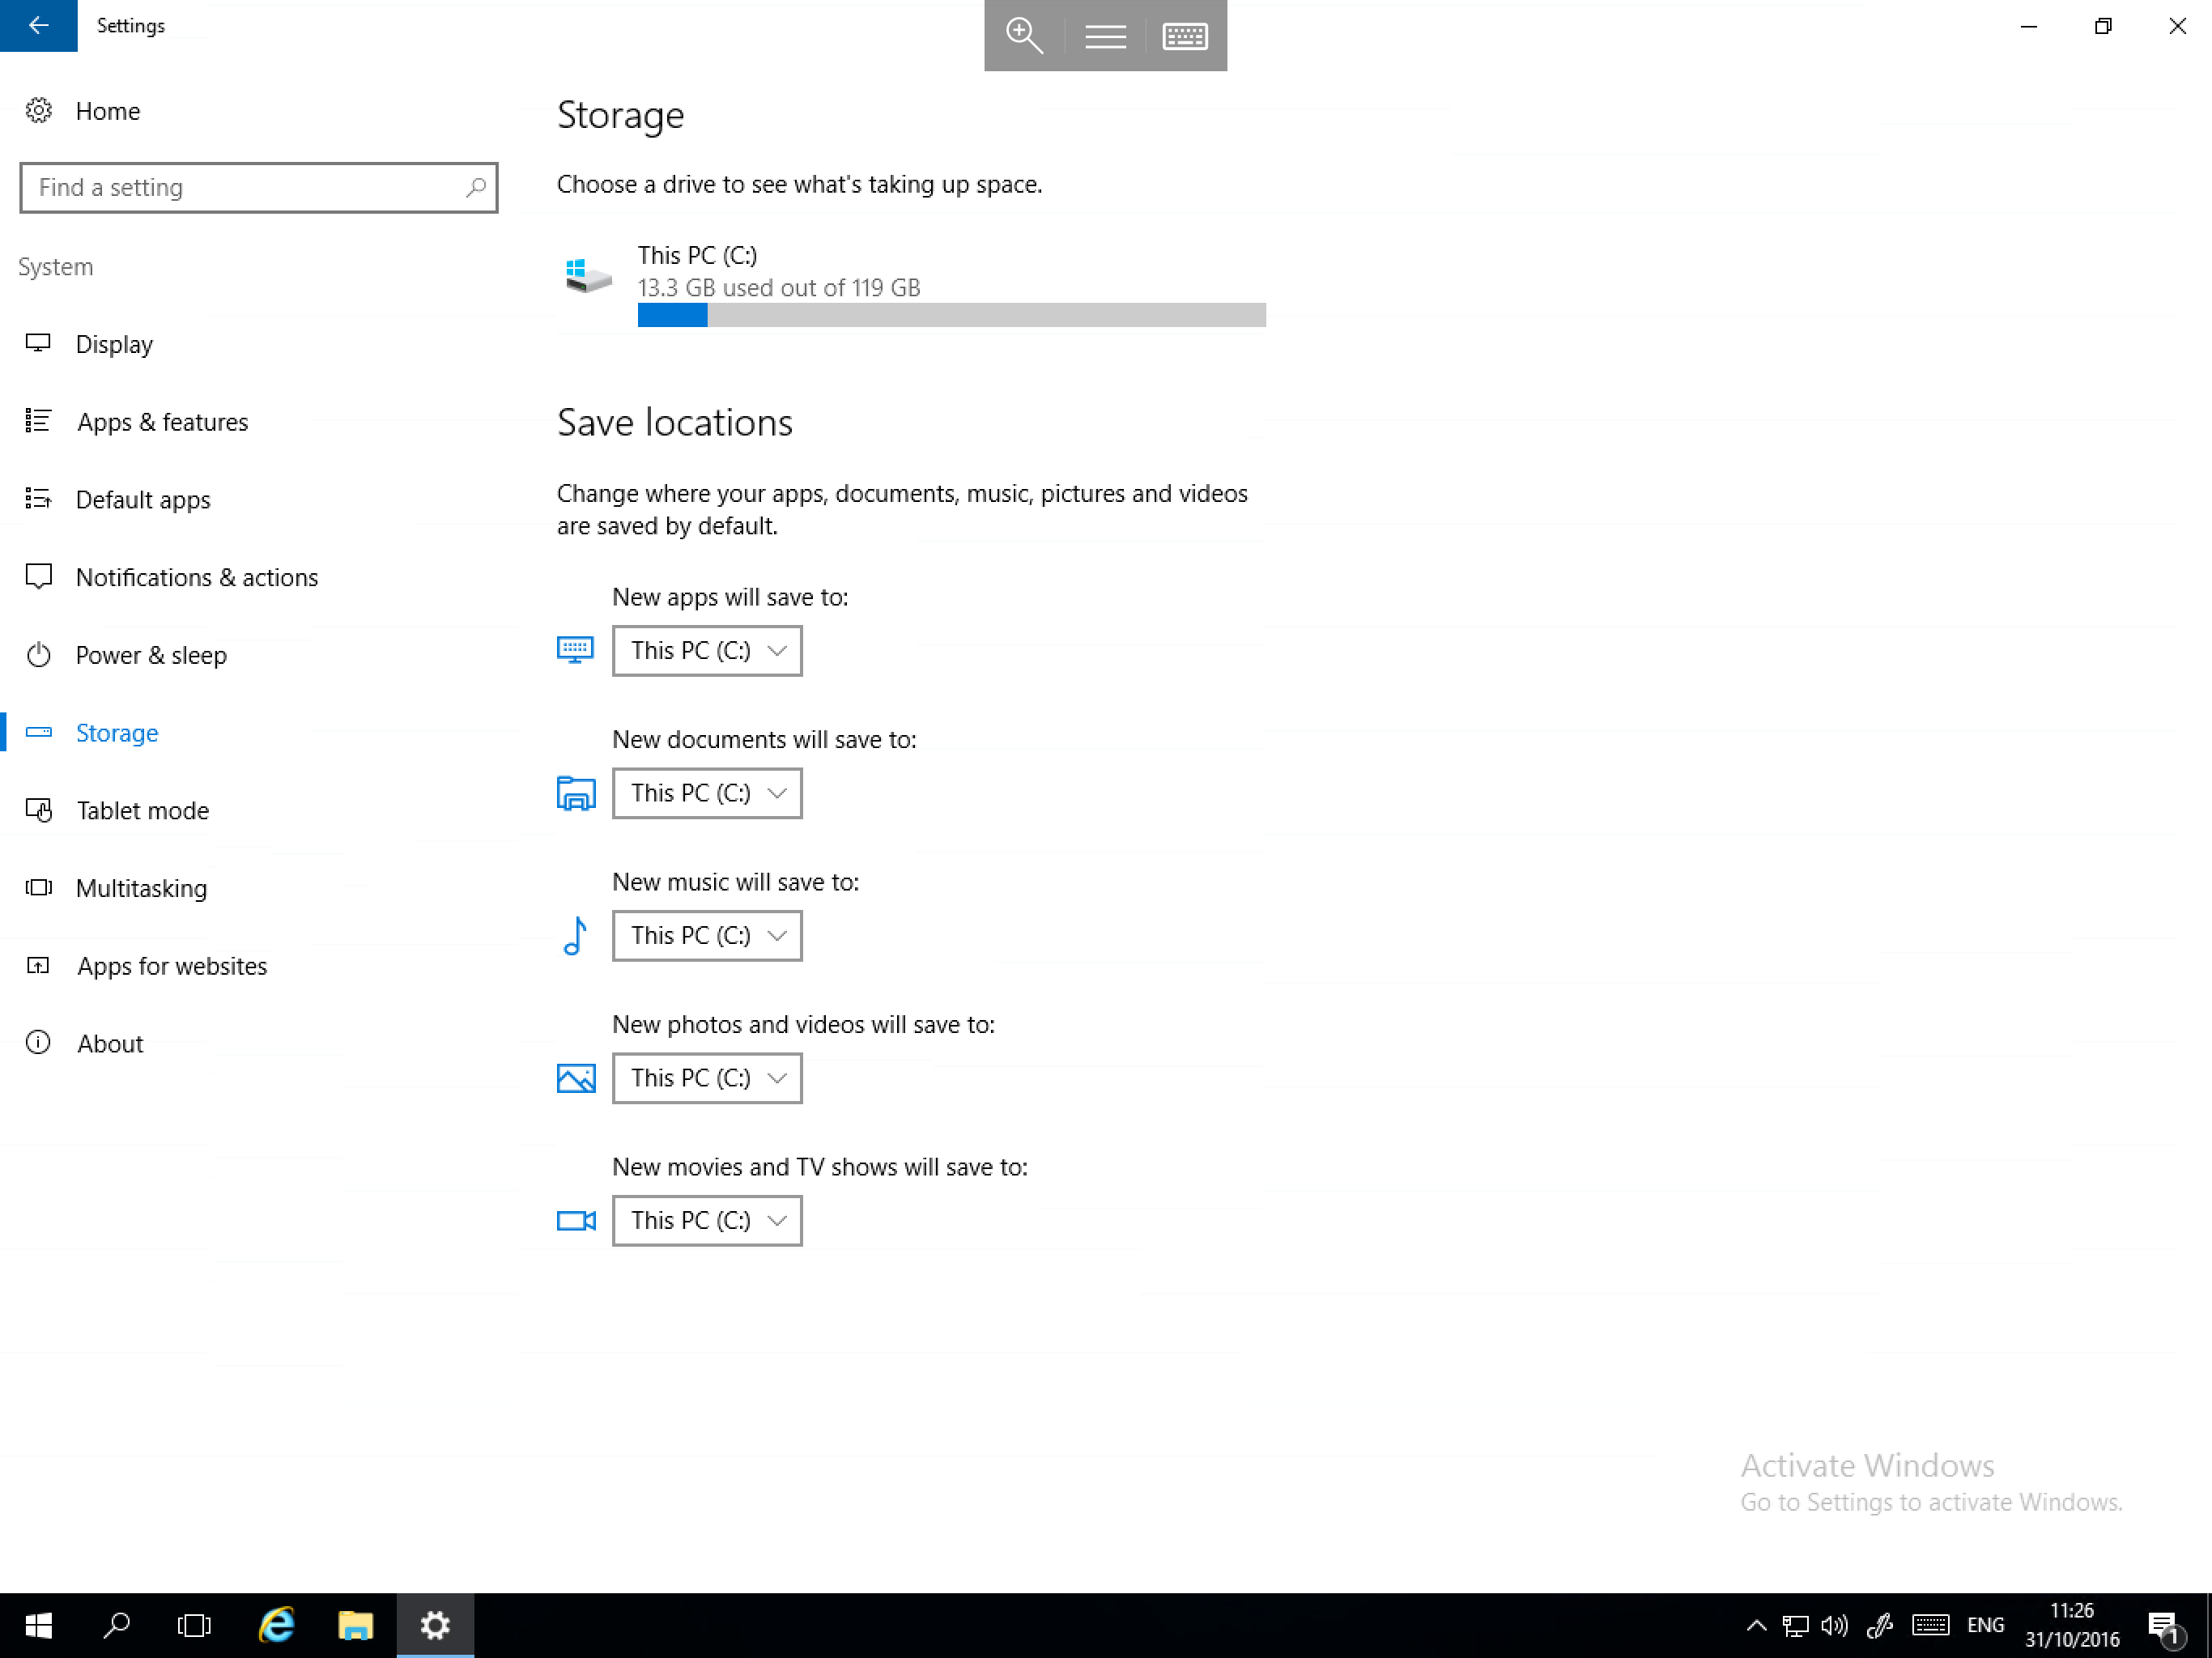 Settings
Home
Find a setting
System
Display
Apps & features
Default apps
Notifications & actions
Power & sleep
Storage
Tablet mode
Multitasking
Apps for websites
About
Storage
Choose a drive to see what's taking up space.
This PC (C:)
13.3 GB used out of 119 GB
Save locations
Change where your apps, documents, music, pictures and videos
are saved by default.
New apps will save to:
This PC (C:)
New documents will save to:
This PC (C:)
New music will save to:
This PC (C:)
New photos and videos will save to:
This PC (C:)
New movies and TV shows will save to:
This PC (C:)
Activate Windows
Go to Settings to activate Windows.
ENG
11:26
31/10/2016
1